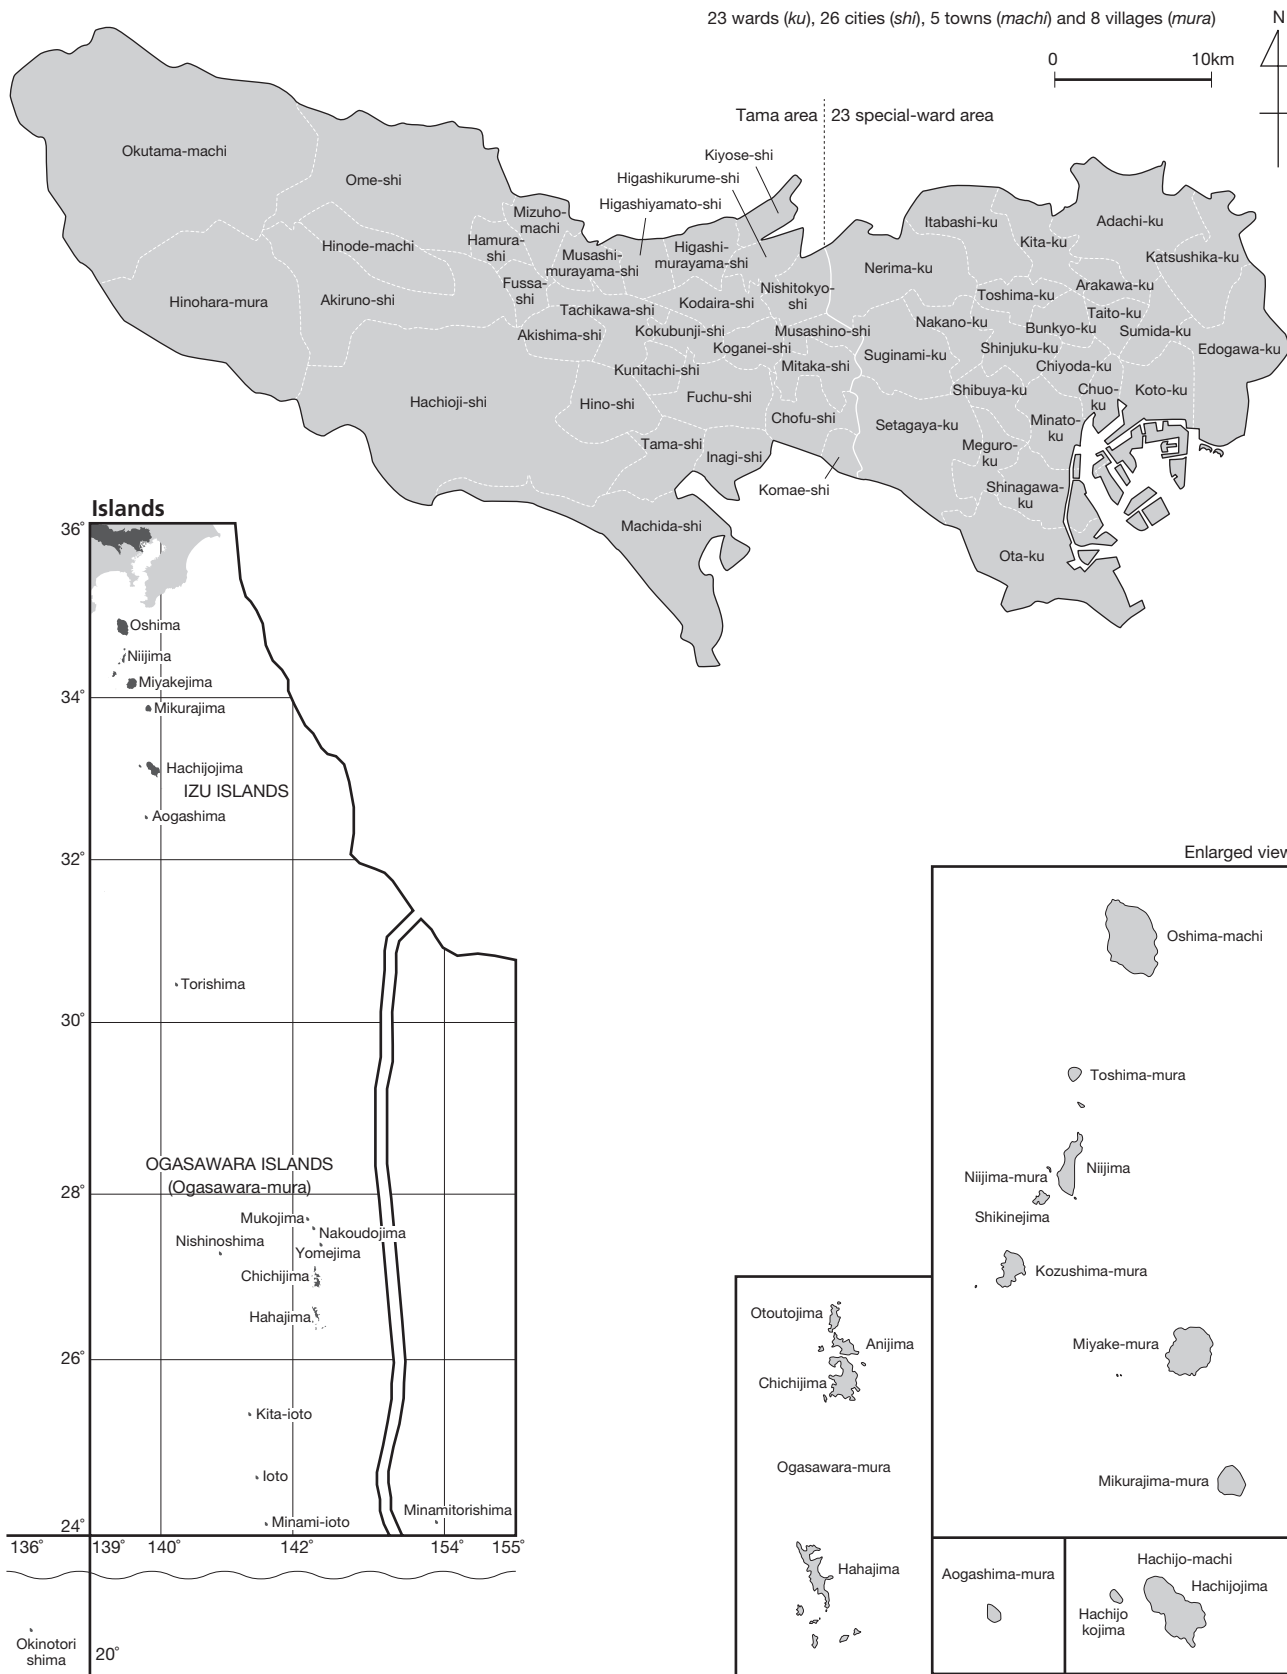 23 wards (ku), 26 cities (shi), 5 towns (machi) and 8 villages (mura)
N
0 10km
Tama area 23 special-ward area
Kiyose-shi
Higashikurume-shi
Higashiyamato-shi
Okutama-machi
Ome-shi
Mizuho-
machi
Hamura-
shi
Hinode-machi
Musashi-
murayama-shi
Higashi-
murayama-shi
Itabashi-ku
Adachi-ku
Kita-ku
Katsushika-ku
Nerima-ku
Fussa-
shi
Nishitokyo-
shi
Arakawa-ku
Toshima-ku
Hinohara-mura
Akiruno-shi
Tachikawa-shi
Kodaira-shi
Taito-ku
Nakano-ku
Bunkyo-ku
Sumida-ku
Akishima-shi
Kokubunji-shi
Musashino-shi
Koganei-shi
Shinjuku-ku
Edogawa-ku
Suginami-ku
Mitaka-shi
Chiyoda-ku
Kunitachi-shi
Shibuya-ku
Chuo-
ku
Koto-ku
Hachioji-shi
Hino-shi
Fuchu-shi
Chofu-shi
Setagaya-ku
Minato-
ku
Tama-shi
Inagi-shi
Meguro-
ku
Komae-shi
Shinagawa-
ku
Machida-shi
Ota-ku
Islands
36°
Oshima
Niijima
Miyakejima
34°
Mikurajima
Hachijojima
IZU ISLANDS
Aogashima
32°
Torishima
30°
OGASAWARA ISLANDS
(Ogasawara-mura)
28°
Mukojima
Nakoudojima
Nishinoshima
Yomejima
Chichijima
Hahajima
26°
Kita-ioto
Ioto
Minami-ioto
Minamitorishima
24°
136° 139° 140° 142° 154° 155°
Okinotori
shima
20°
Enlarged view
Oshima-machi
Toshima-mura
Niijima-mura
Niijima
Shikinejima
Kozushima-mura
Miyake-mura
Mikurajima-mura
Otoutojima
Anijima
Chichijima
Ogasawara-mura
Hahajima
Aogashima-mura
Hachijo-machi
Hachijojima
Hachijo
kojima